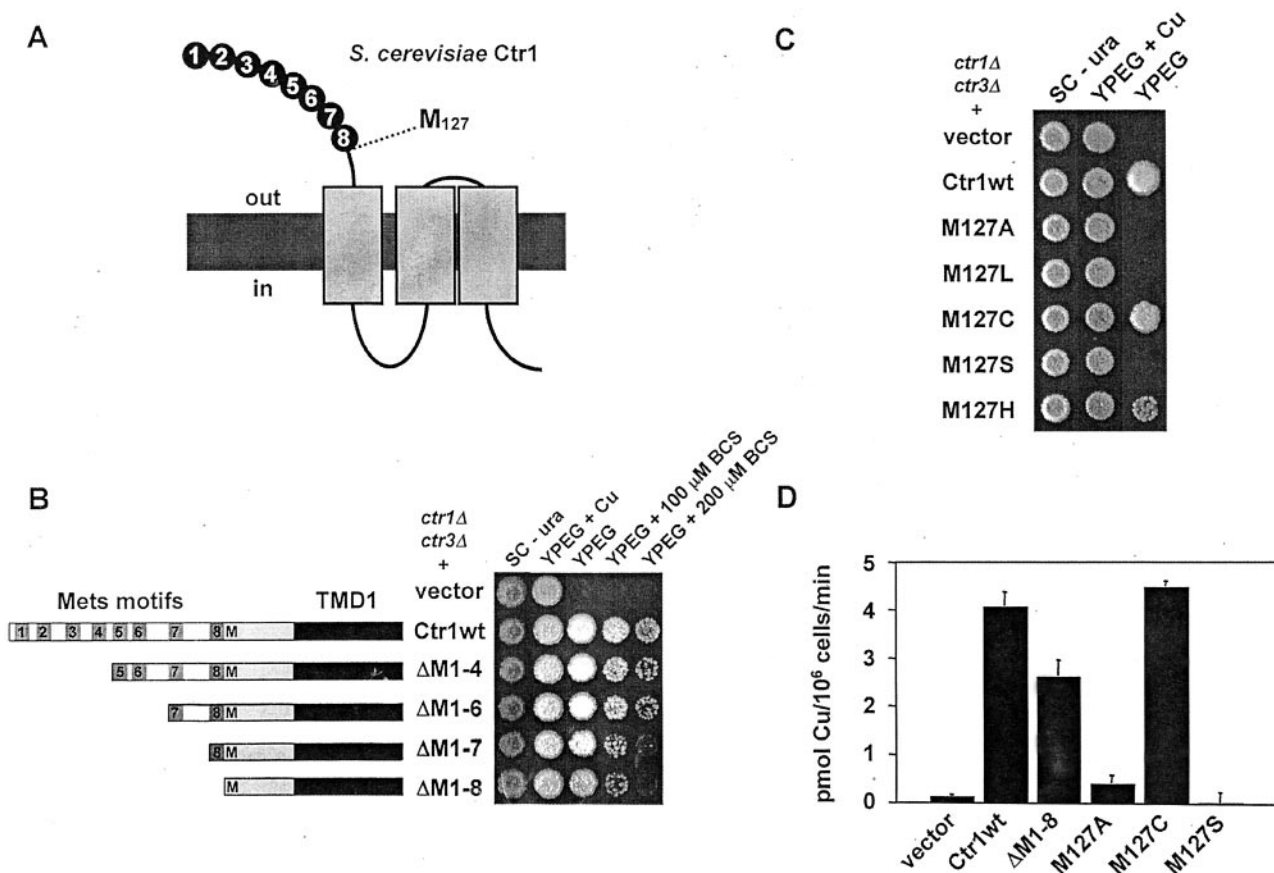 A
S. cerevisiae Ctr1
1 2 3 4 5 6 7 8
M127
out
in
B
Mets motifs
TMD1
ctr1Δ
ctr3Δ
+
SC - ura
YPEG + Cu
YPEG
YPEG + 100 μM BCS
YPEG + 200 μM BCS
vector
1 2 3 4 5 6 7 8 M
Ctr1wt
5 6 7 8 M
ΔM1-4
7 8 M
ΔM1-6
8 M
ΔM1-7
M
ΔM1-8
C
ctr1Δ
ctr3Δ
+
SC - ura
YPEG + Cu
YPEG
vector
Ctr1wt
M127A
M127L
M127C
M127S
M127H
D
pmol Cu/10⁶ cells/min
5
4
3
2
1
0
vector
Ctr1wt
ΔM1-8
M127A
M127C
M127S